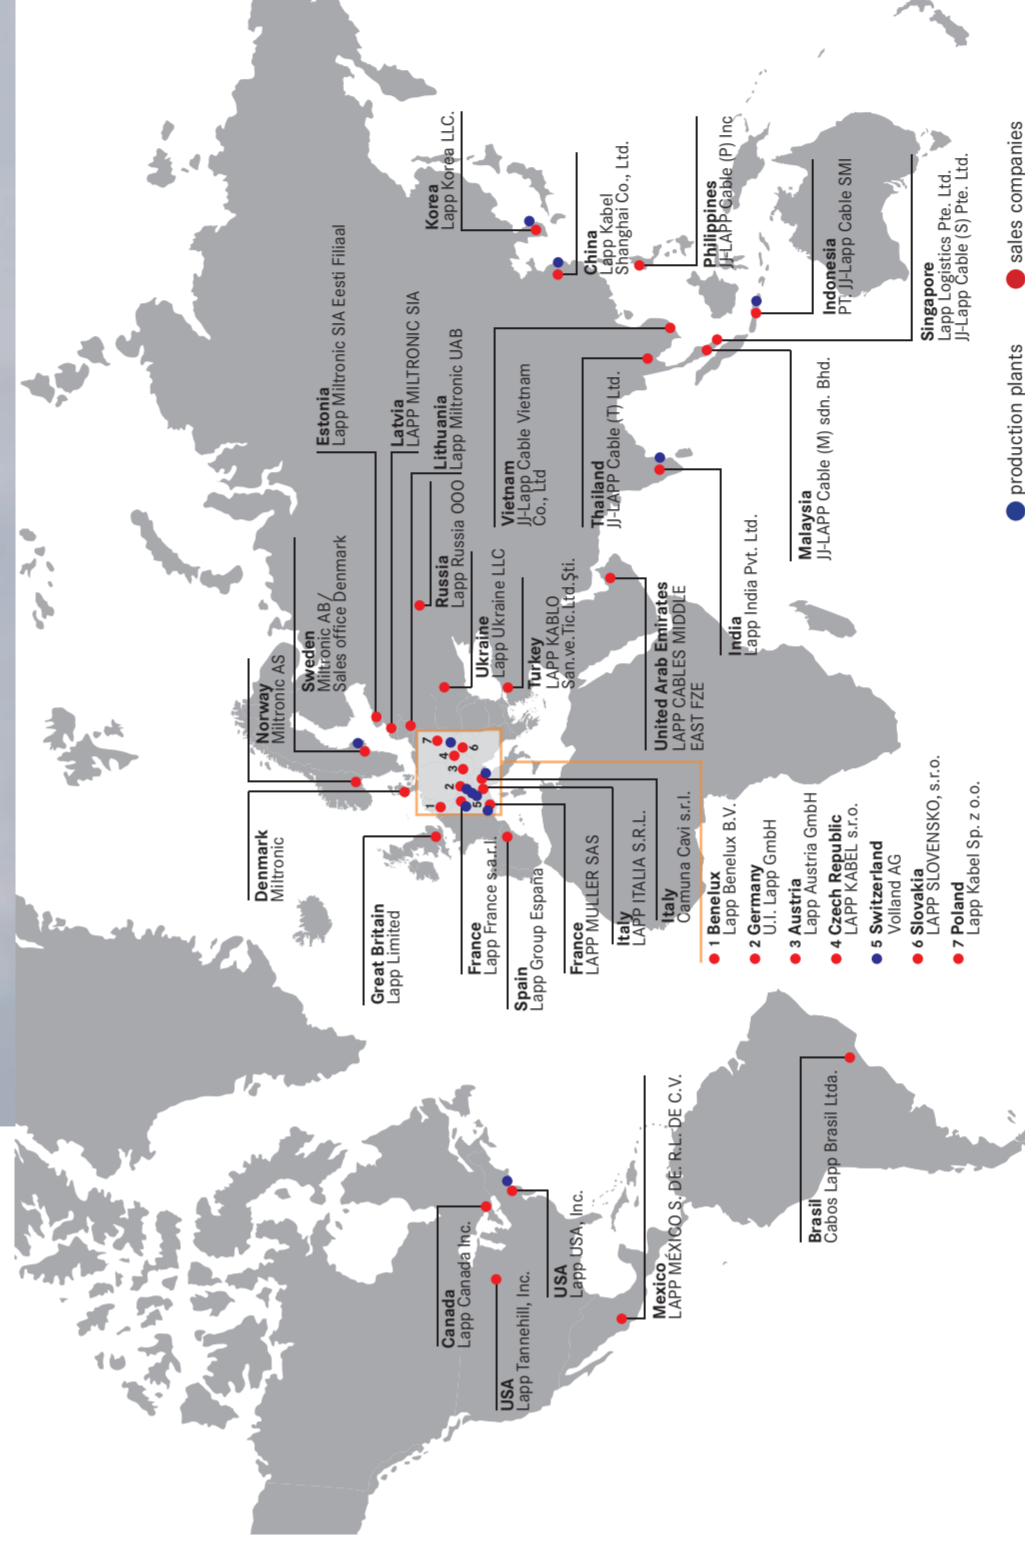 Canada
Lapp Canada Inc.
USA
Lapp Tannehill, Inc.
USA
Lapp USA, Inc.
Mexico
LAPP MÉXICO S. DE. R.L. DE C.V.
Brasil
Cabos Lapp Brasil Ltda.
Denmark
Miltronic
Great Britain
Lapp Limited
France
Lapp France s.a.r.l.
Spain
Lapp Group España
France
LAPP MULLER SAS
Italy
LAPP ITALIA S.R.L.
Italy
Camuna Cavi s.r.l.
1 Benelux
Lapp Benelux B.V.
2 Germany
U.I. Lapp GmbH
3 Austria
Lapp Austria GmbH
4 Czech Republic
LAPP KABEL s.r.o.
5 Switzerland
Volland AG
6 Slovakia
LAPP SLOVENSKO, s.r.o.
7 Poland
Lapp Kabel Sp. z o.o.
1
2
3
4
5
6
7
Norway
Miltronic AS
Sweden
Miltronic AB/
Sales office Denmark
Estonia
Lapp Miltronic SIA Eesti Filiaal
Latvia
LAPP MILTRONIC SIA
Lithuania
Lapp Miltronic UAB
Russia
Lapp Russia OOO
Ukraine
Lapp Ukraine LLC
Turkey
LAPP KABLO
San.ve.Tic.Ltd.Şti.
United Arab Emirates
LAPP CABLES MIDDLE
EAST FZE
India
Lapp India Pvt. Ltd.
Vietnam
JJ-Lapp Cable Vietnam
Co., Ltd
Thailand
JJ-LAPP Cable (T) Ltd.
Malaysia
JJ-LAPP Cable (M) sdn. Bhd.
Korea
Lapp Korea LLC.
China
Lapp Kabel
Shanghai Co., Ltd.
Philippines
JJ-LAPP Cable (P) Inc
Indonesia
PT. JJ-Lapp Cable SMI
Singapore
Lapp Logistics Pte. Ltd.
JJ-Lapp Cable (S) Pte. Ltd.
production plants
sales companies